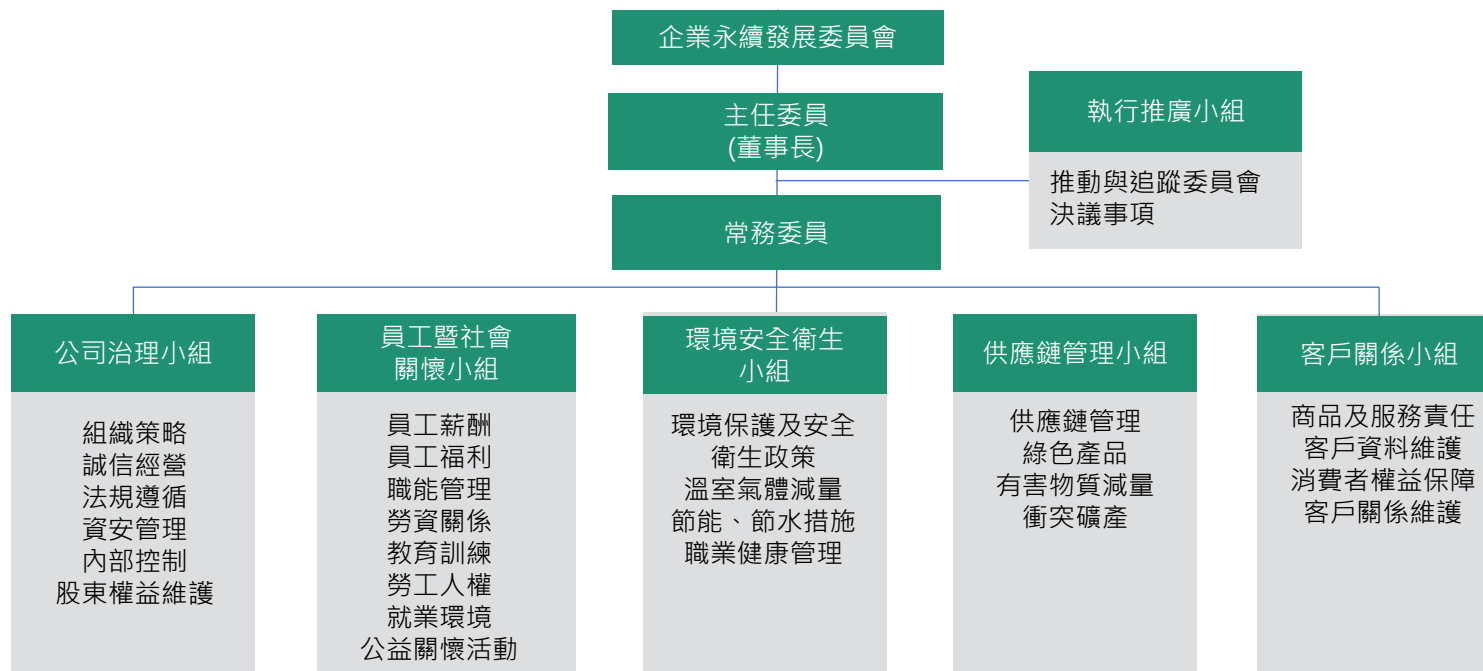 企業永續發展委員會
主任委員
(董事長)
執行推廣小組
推動與追蹤委員會
決議事項
常務委員
公司治理小組
組織策略
誠信經營
法規遵循
資安管理
內部控制
股東權益維護
員工暨社會
關懷小組
員工薪酬
員工福利
職能管理
勞資關係
教育訓練
勞工人權
就業環境
公益關懷活動
環境安全衛生
小組
環境保護及安全
衛生政策
溫室氣體減量
節能、節水措施
職業健康管理
供應鏈管理小組
供應鏈管理
綠色產品
有害物質減量
衝突礦產
客戶關係小組
商品及服務責任
客戶資料維護
消費者權益保障
客戶關係維護